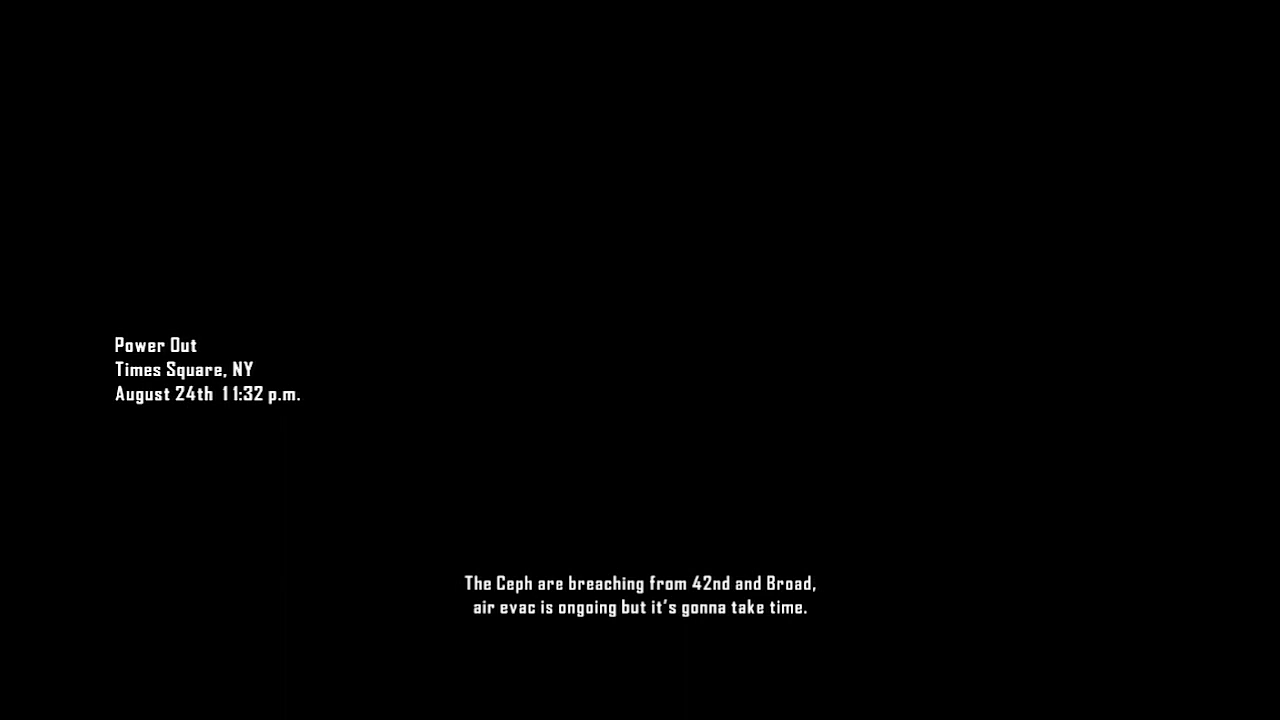 Power Out
Times Square, NY
August 24th 11:32 p.m.
The Ceph are breaching from 42nd and Broad,
air evac is ongoing but it's gonna take time.